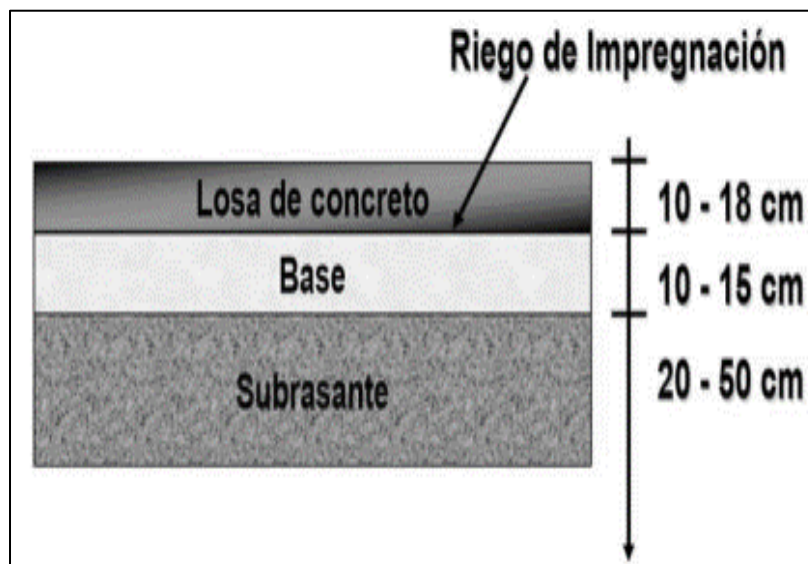 Riego de Impregnación
Losa de concreto
10 - 18 cm
Base
10 - 15 cm
Subrasante
20 - 50 cm